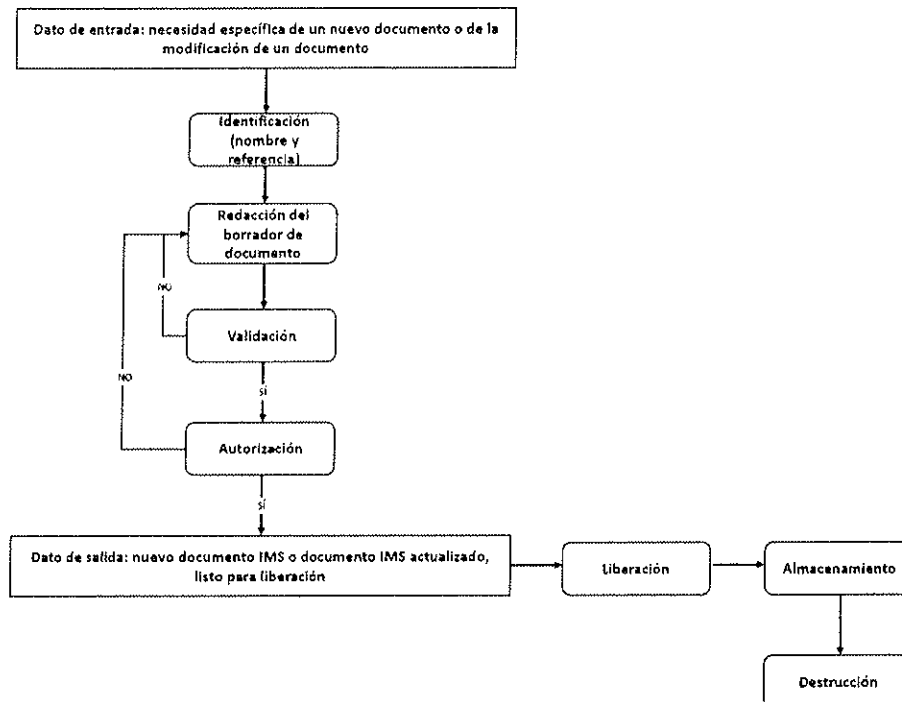 Dato de entrada: necesidad específica de un nuevo documento o de la
modificación de un documento
Identificación
(nombre y
referencia)
Redacción del
borrador de
documento
NO
Validación
NO
sí
Autorización
sí
Dato de salida: nuevo documento IMS o documento IMS actualizado,
listo para liberación
Liberación
Almacenamiento
Destrucción